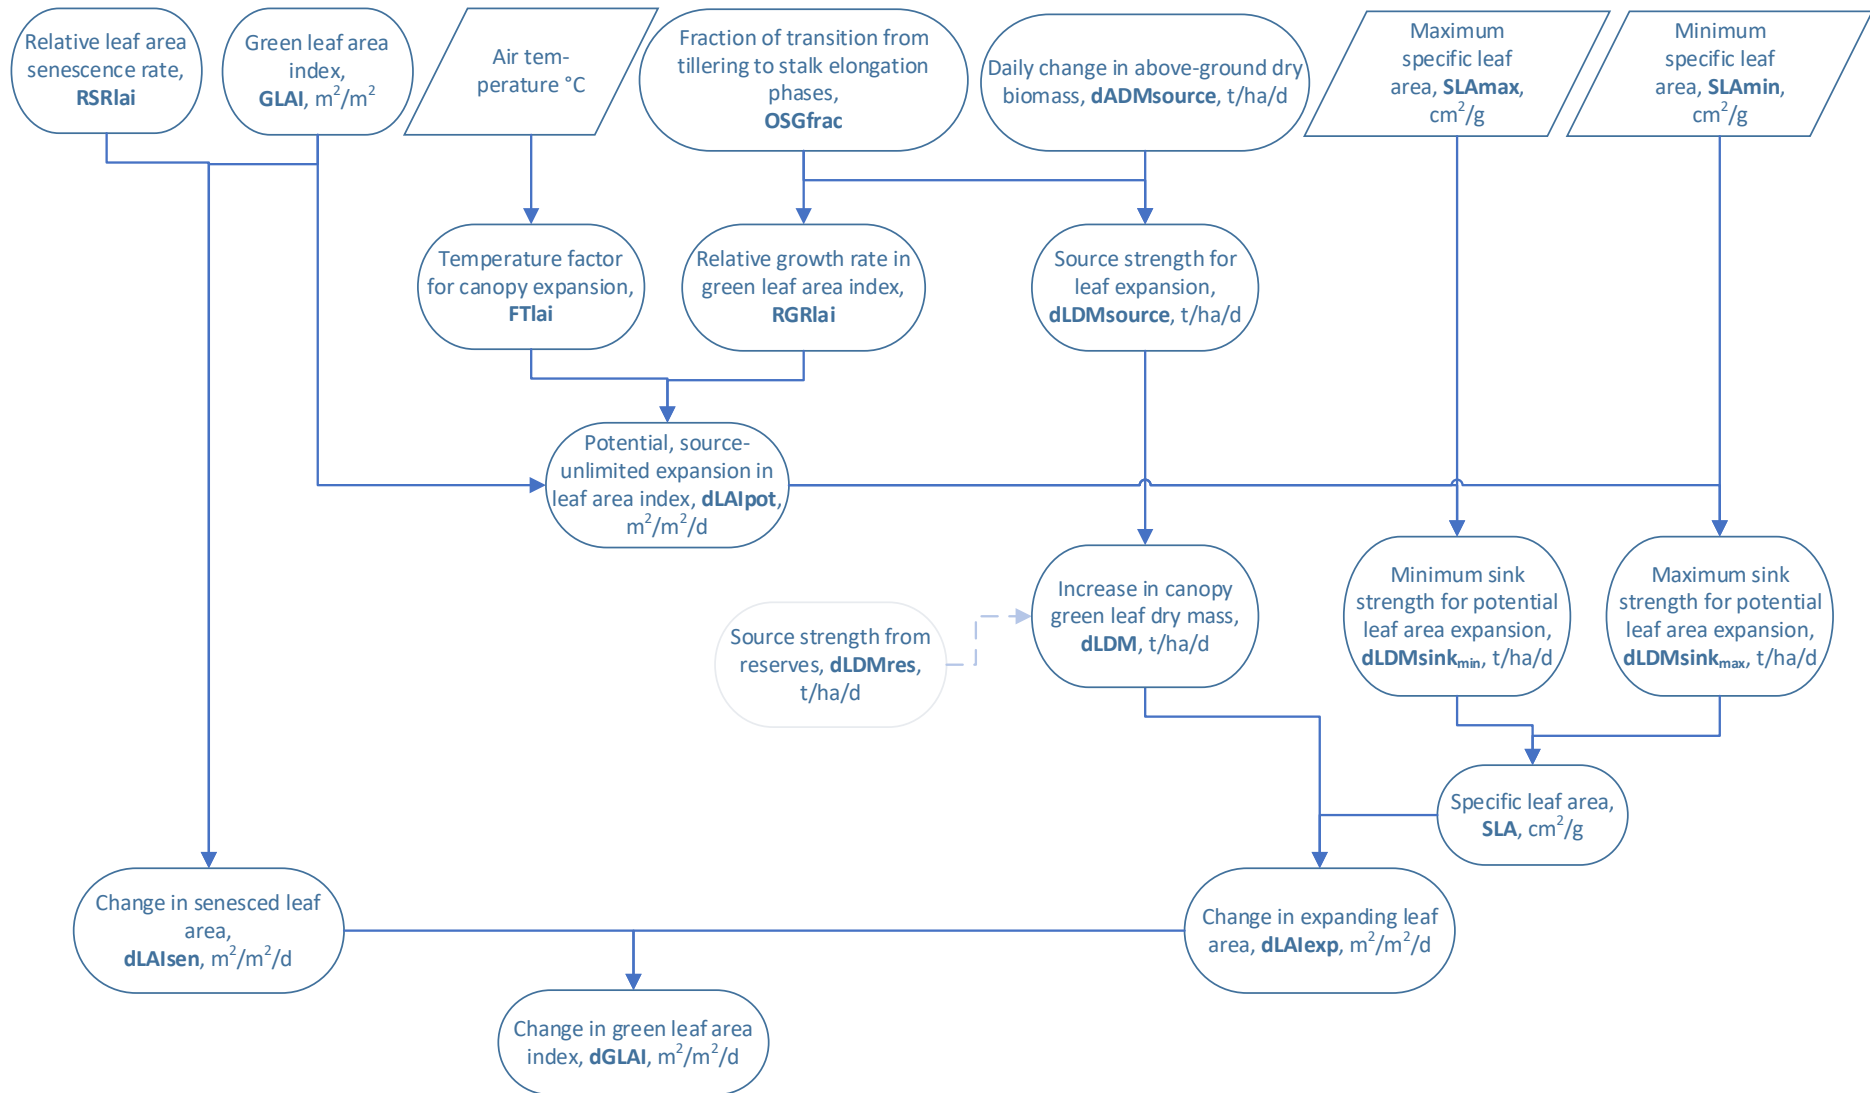 Relative leaf area
senescence rate,
RSRlai
Green leaf area
index,
GLAI, m²/m²
Air tem-
perature °C
Fraction of transition from
tillering to stalk elongation
phases,
OSGfrac
Daily change in above-ground dry
biomass, dADMsource, t/ha/d
Maximum
specific leaf
area, SLAmax,
cm²/g
Minimum
specific leaf
area, SLAmin,
cm²/g
Temperature factor
for canopy expansion,
FTlai
Relative growth rate in
green leaf area index,
RGRlai
Source strength for
leaf expansion,
dLDMsource, t/ha/d
Potential, source-
unlimited expansion in
leaf area index, dLAIpot,
m²/m²/d
Source strength from
reserves, dLDMres,
t/ha/d
Increase in canopy
green leaf dry mass,
dLDM, t/ha/d
Minimum sink
strength for potential
leaf area expansion,
dLDMsinkmin, t/ha/d
Maximum sink
strength for potential
leaf area expansion,
dLDMsinkmax, t/ha/d
Specific leaf area,
SLA, cm²/g
Change in senesced leaf
area,
dLAIsen, m²/m²/d
Change in expanding leaf
area, dLAIexp, m²/m²/d
Change in green leaf area
index, dGLAI, m²/m²/d